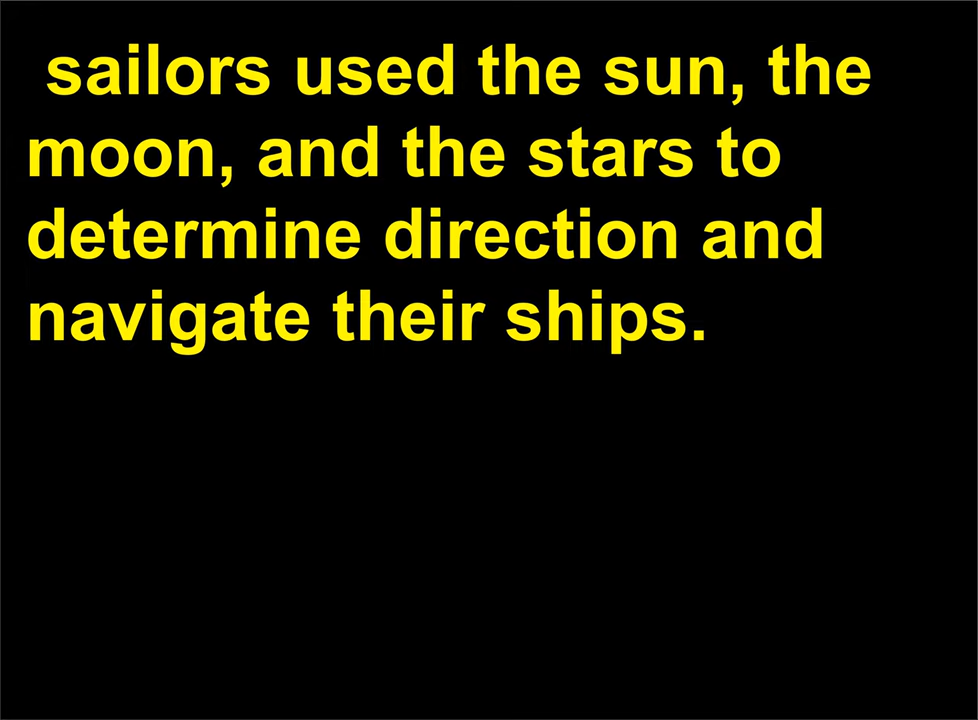 sailors used the sun, the
moon, and the stars to
determine direction and
navigate their ships.